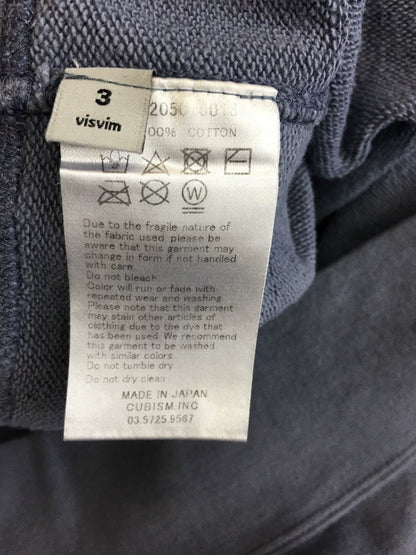 3
visvim
00% COTTON
Due to the fragile nature of
the fabric used, please be
aware that this garment may
change in form if not handled
with care.
Do not bleach
Color will run or fade with
repeated wear and washing
Please note that this garment
may stain other articles of
clothing due to the dye that
has been used. We recommend
this garment to be washed
with similar colors.
Do not tumble dry
Do not dry clean
MADE IN JAPAN
CUBISM.INC
03.5725.9567